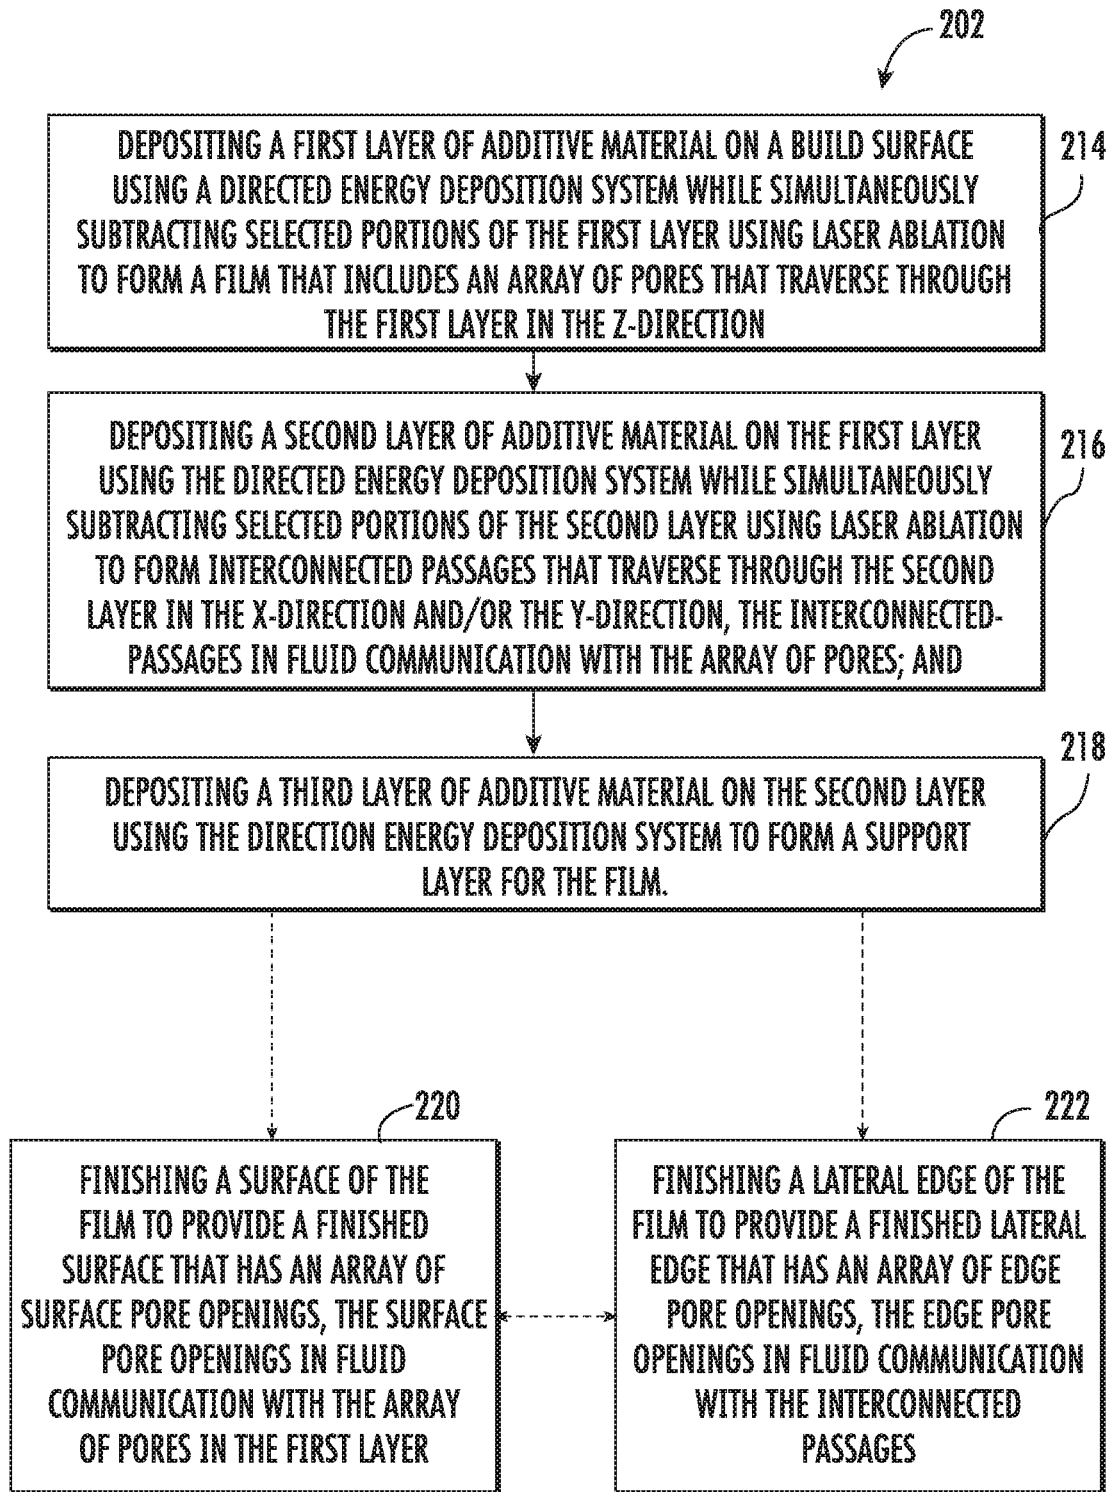 202
DEPOSITING A FIRST LAYER OF ADDITIVE MATERIAL ON A BUILD SURFACE
USING A DIRECTED ENERGY DEPOSITION SYSTEM WHILE SIMULTANEOUSLY
SUBTRACTING SELECTED PORTIONS OF THE FIRST LAYER USING LASER ABLATION
TO FORM A FILM THAT INCLUDES AN ARRAY OF PORES THAT TRAVERSE THROUGH
THE FIRST LAYER IN THE Z-DIRECTION
214
DEPOSITING A SECOND LAYER OF ADDITIVE MATERIAL ON THE FIRST LAYER
USING THE DIRECTED ENERGY DEPOSITION SYSTEM WHILE SIMULTANEOUSLY
SUBTRACTING SELECTED PORTIONS OF THE SECOND LAYER USING LASER ABLATION
TO FORM INTERCONNECTED PASSAGES THAT TRAVERSE THROUGH THE SECOND
LAYER IN THE X-DIRECTION AND/OR THE Y-DIRECTION, THE INTERCONNECTED-
PASSAGES IN FLUID COMMUNICATION WITH THE ARRAY OF PORES; AND
216
DEPOSITING A THIRD LAYER OF ADDITIVE MATERIAL ON THE SECOND LAYER
USING THE DIRECTION ENERGY DEPOSITION SYSTEM TO FORM A SUPPORT
LAYER FOR THE FILM.
218
220
FINISHING A SURFACE OF THE
FILM TO PROVIDE A FINISHED
SURFACE THAT HAS AN ARRAY OF
SURFACE PORE OPENINGS, THE SURFACE
PORE OPENINGS IN FLUID
COMMUNICATION WITH THE ARRAY
OF PORES IN THE FIRST LAYER
222
FINISHING A LATERAL EDGE OF THE
FILM TO PROVIDE A FINISHED LATERAL
EDGE THAT HAS AN ARRAY OF EDGE
PORE OPENINGS, THE EDGE PORE
OPENINGS IN FLUID COMMUNICATION
WITH THE INTERCONNECTED
PASSAGES